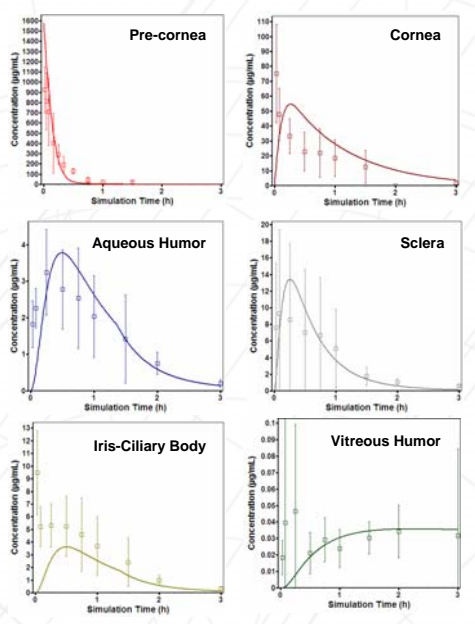 Pre-cornea
Concentration (µg/mL)
1600
1500
1400
1300
1200
1100
1000
900
800
700
600
500
400
300
200
100
0
0 1 2 3
Simulation Time (h)
Cornea
Concentration (µg/mL)
110
100
90
80
70
60
50
40
30
20
10
0
0 1 2 3
Simulation Time (h)
Aqueous Humor
Concentration (µg/mL)
4
3
2
1
0
0 1 2 3
Simulation Time (h)
Sclera
Concentration (µg/mL)
20
18
16
14
12
10
8
6
4
2
0
0 1 2 3
Simulation Time (h)
Iris-Ciliary Body
Concentration (µg/mL)
13
12
11
10
9
8
7
6
5
4
3
2
1
0
0 1 2 3
Simulation Time (h)
Vitreous Humor
Concentration (µg/mL)
0.1
0.09
0.08
0.07
0.06
0.05
0.04
0.03
0.02
0.01
0
0 1 2 3
Simulation Time (h)